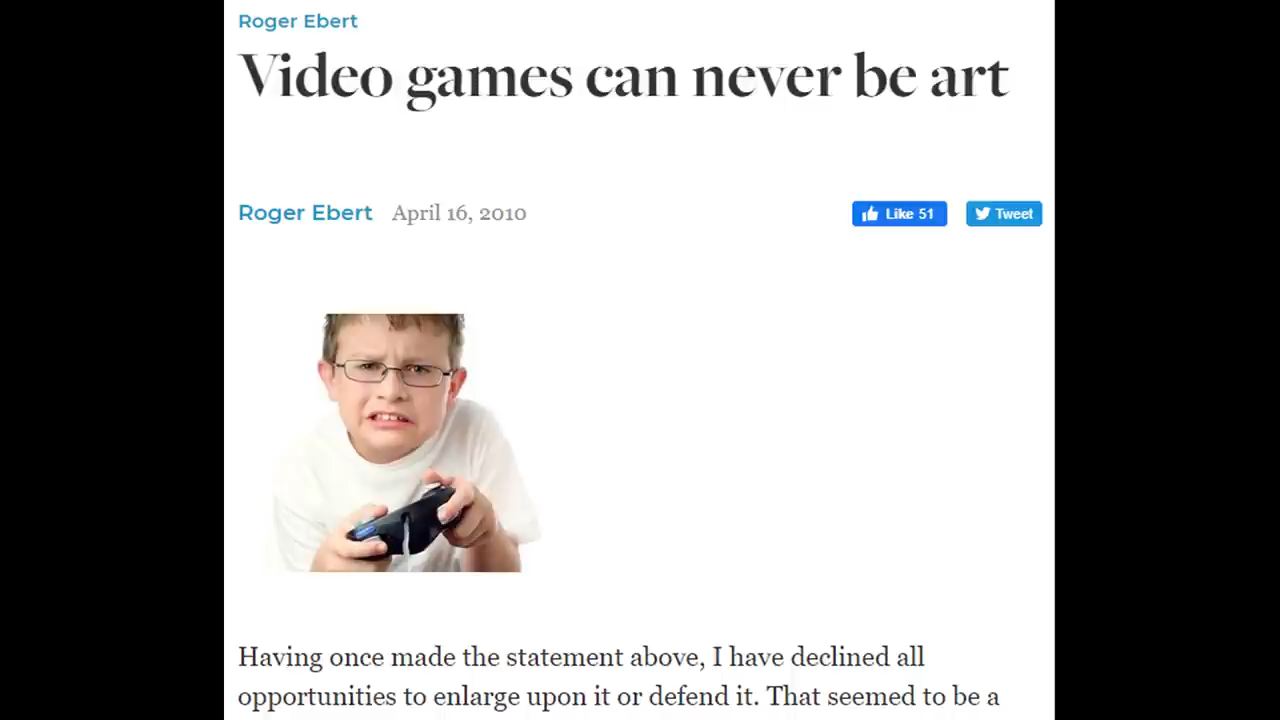 Roger Ebert
Video games can never be art
Roger Ebert April 16, 2010 Like 51 Tweet
Having once made the statement above, I have declined all
opportunities to enlarge upon it or defend it. That seemed to be a